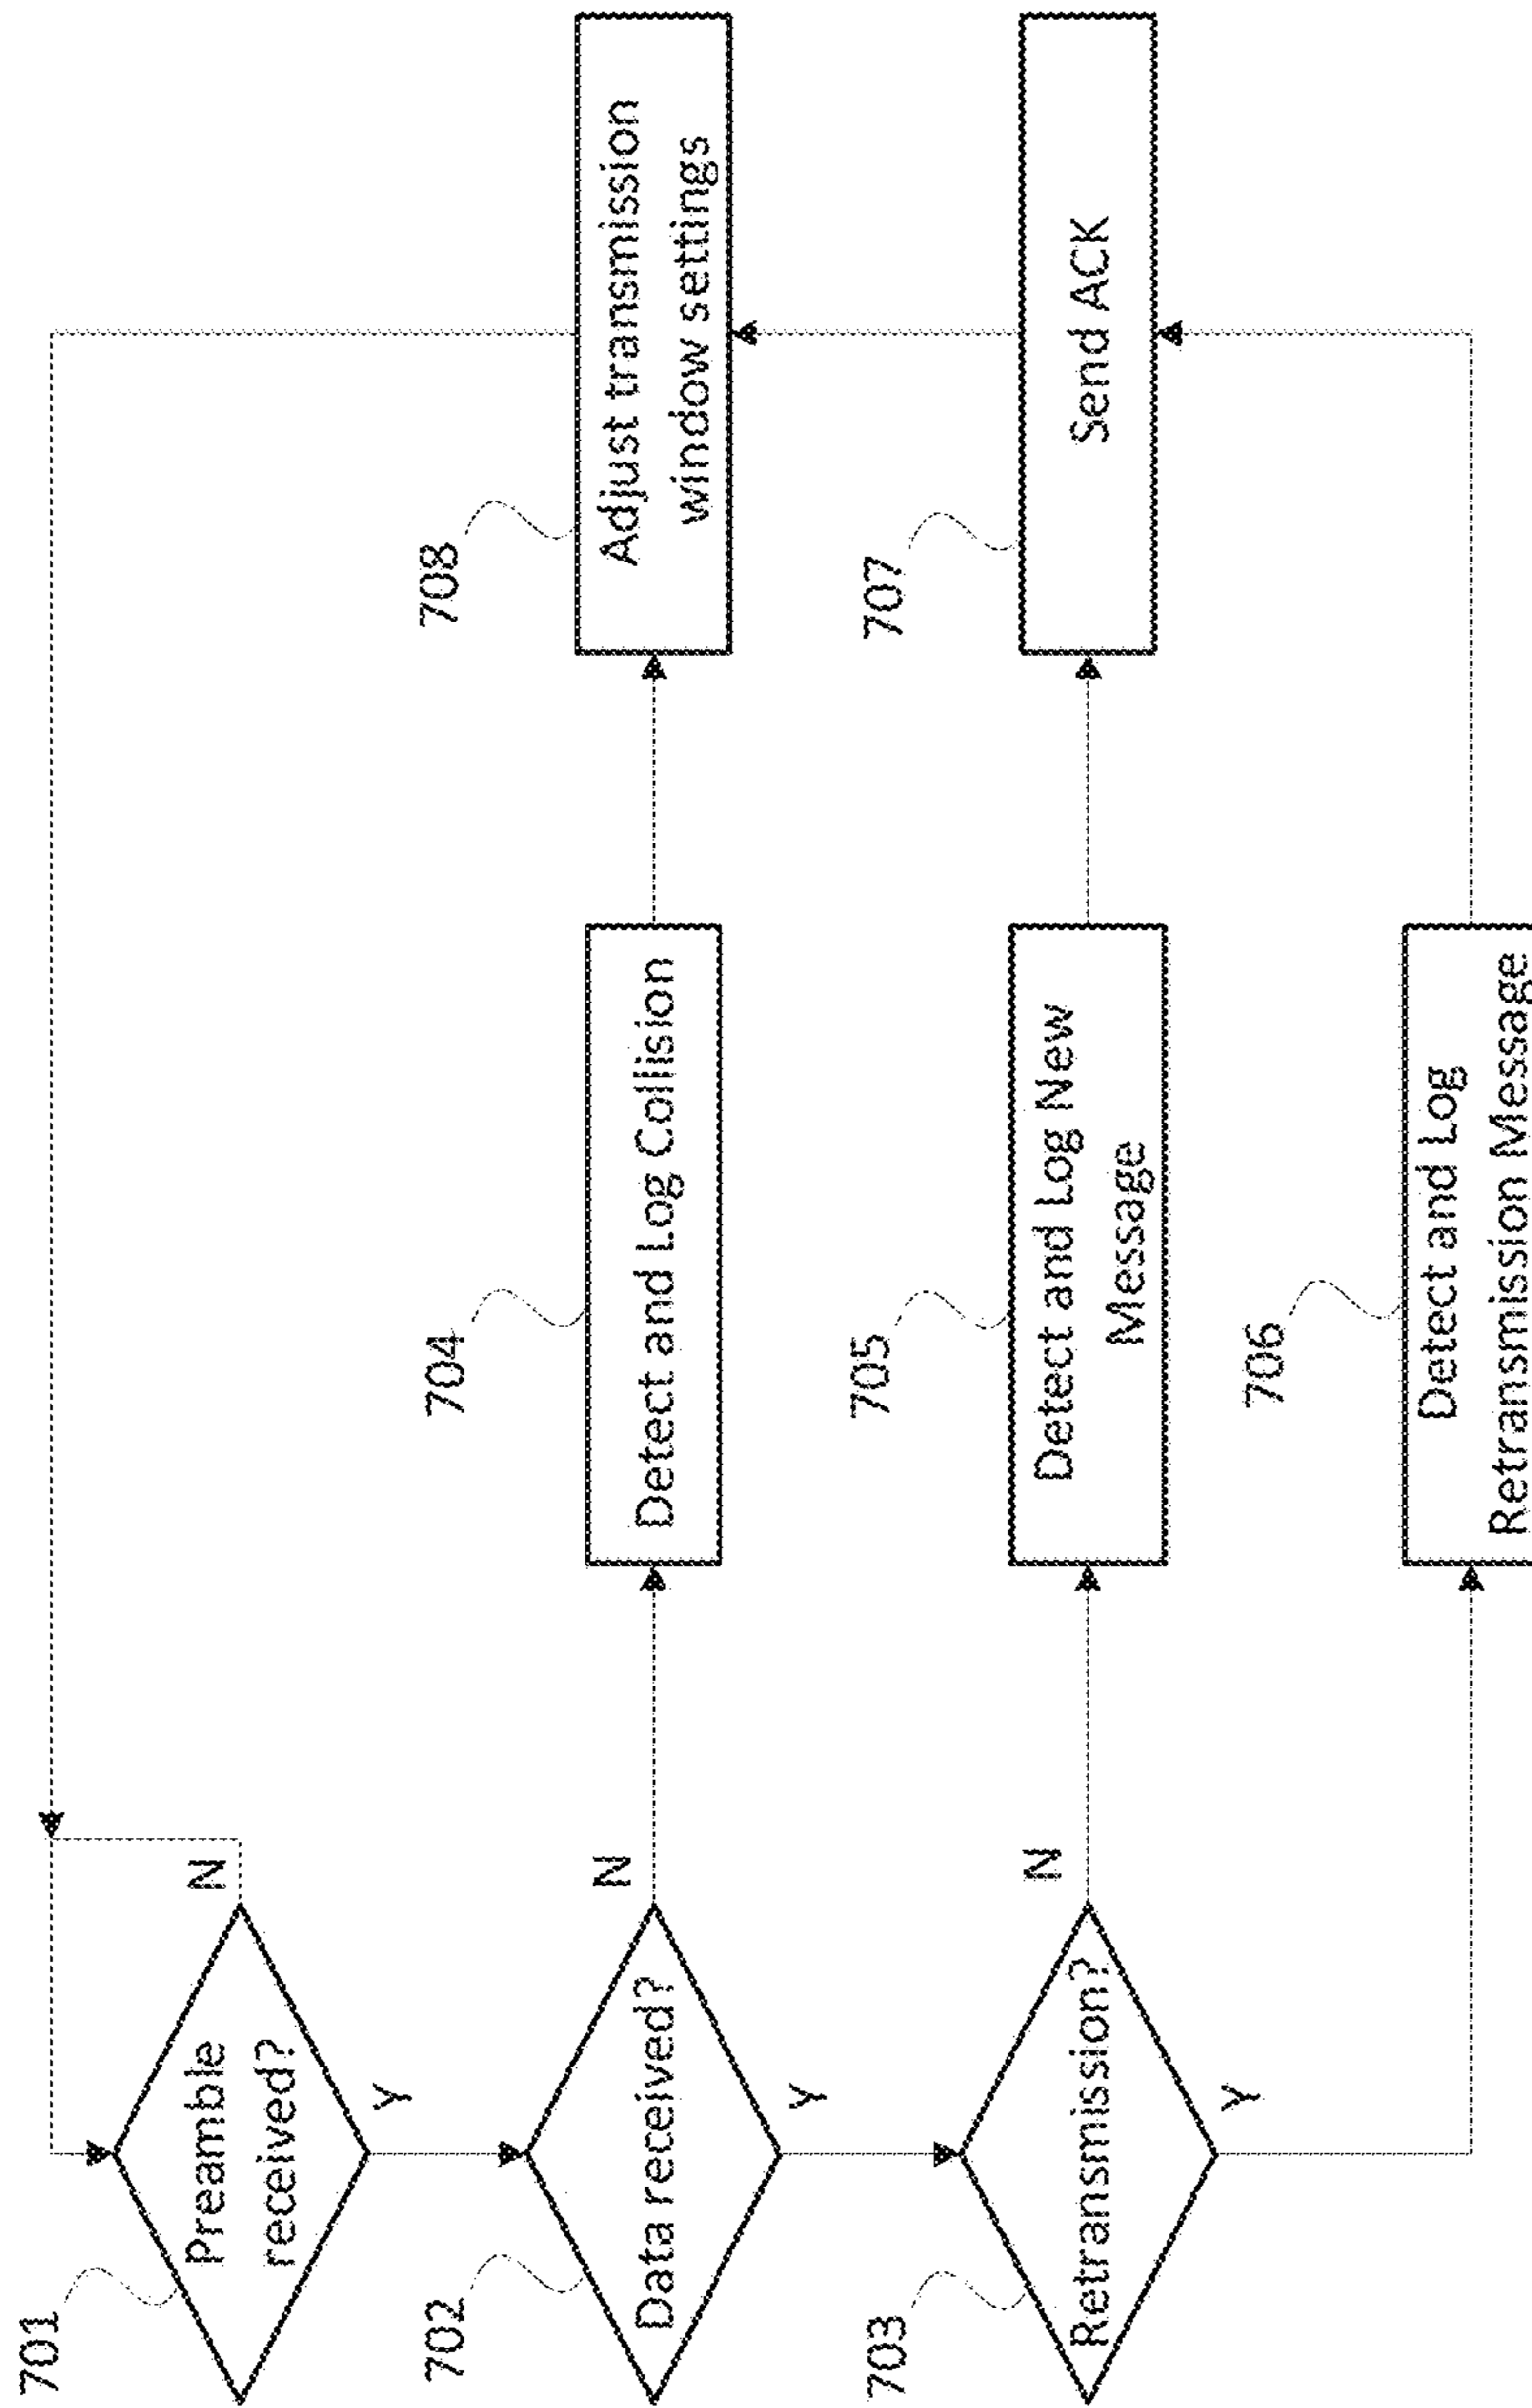 701
Preamble
received?
N
Y
702
Data received?
N
Y
704
Detect and Log Collision
708
Adjust transmission
window settings
703
Retransmission?
N
Y
705
Detect and Log New
Message
707
Send ACK
706
Detect and Log
Retransmission Message